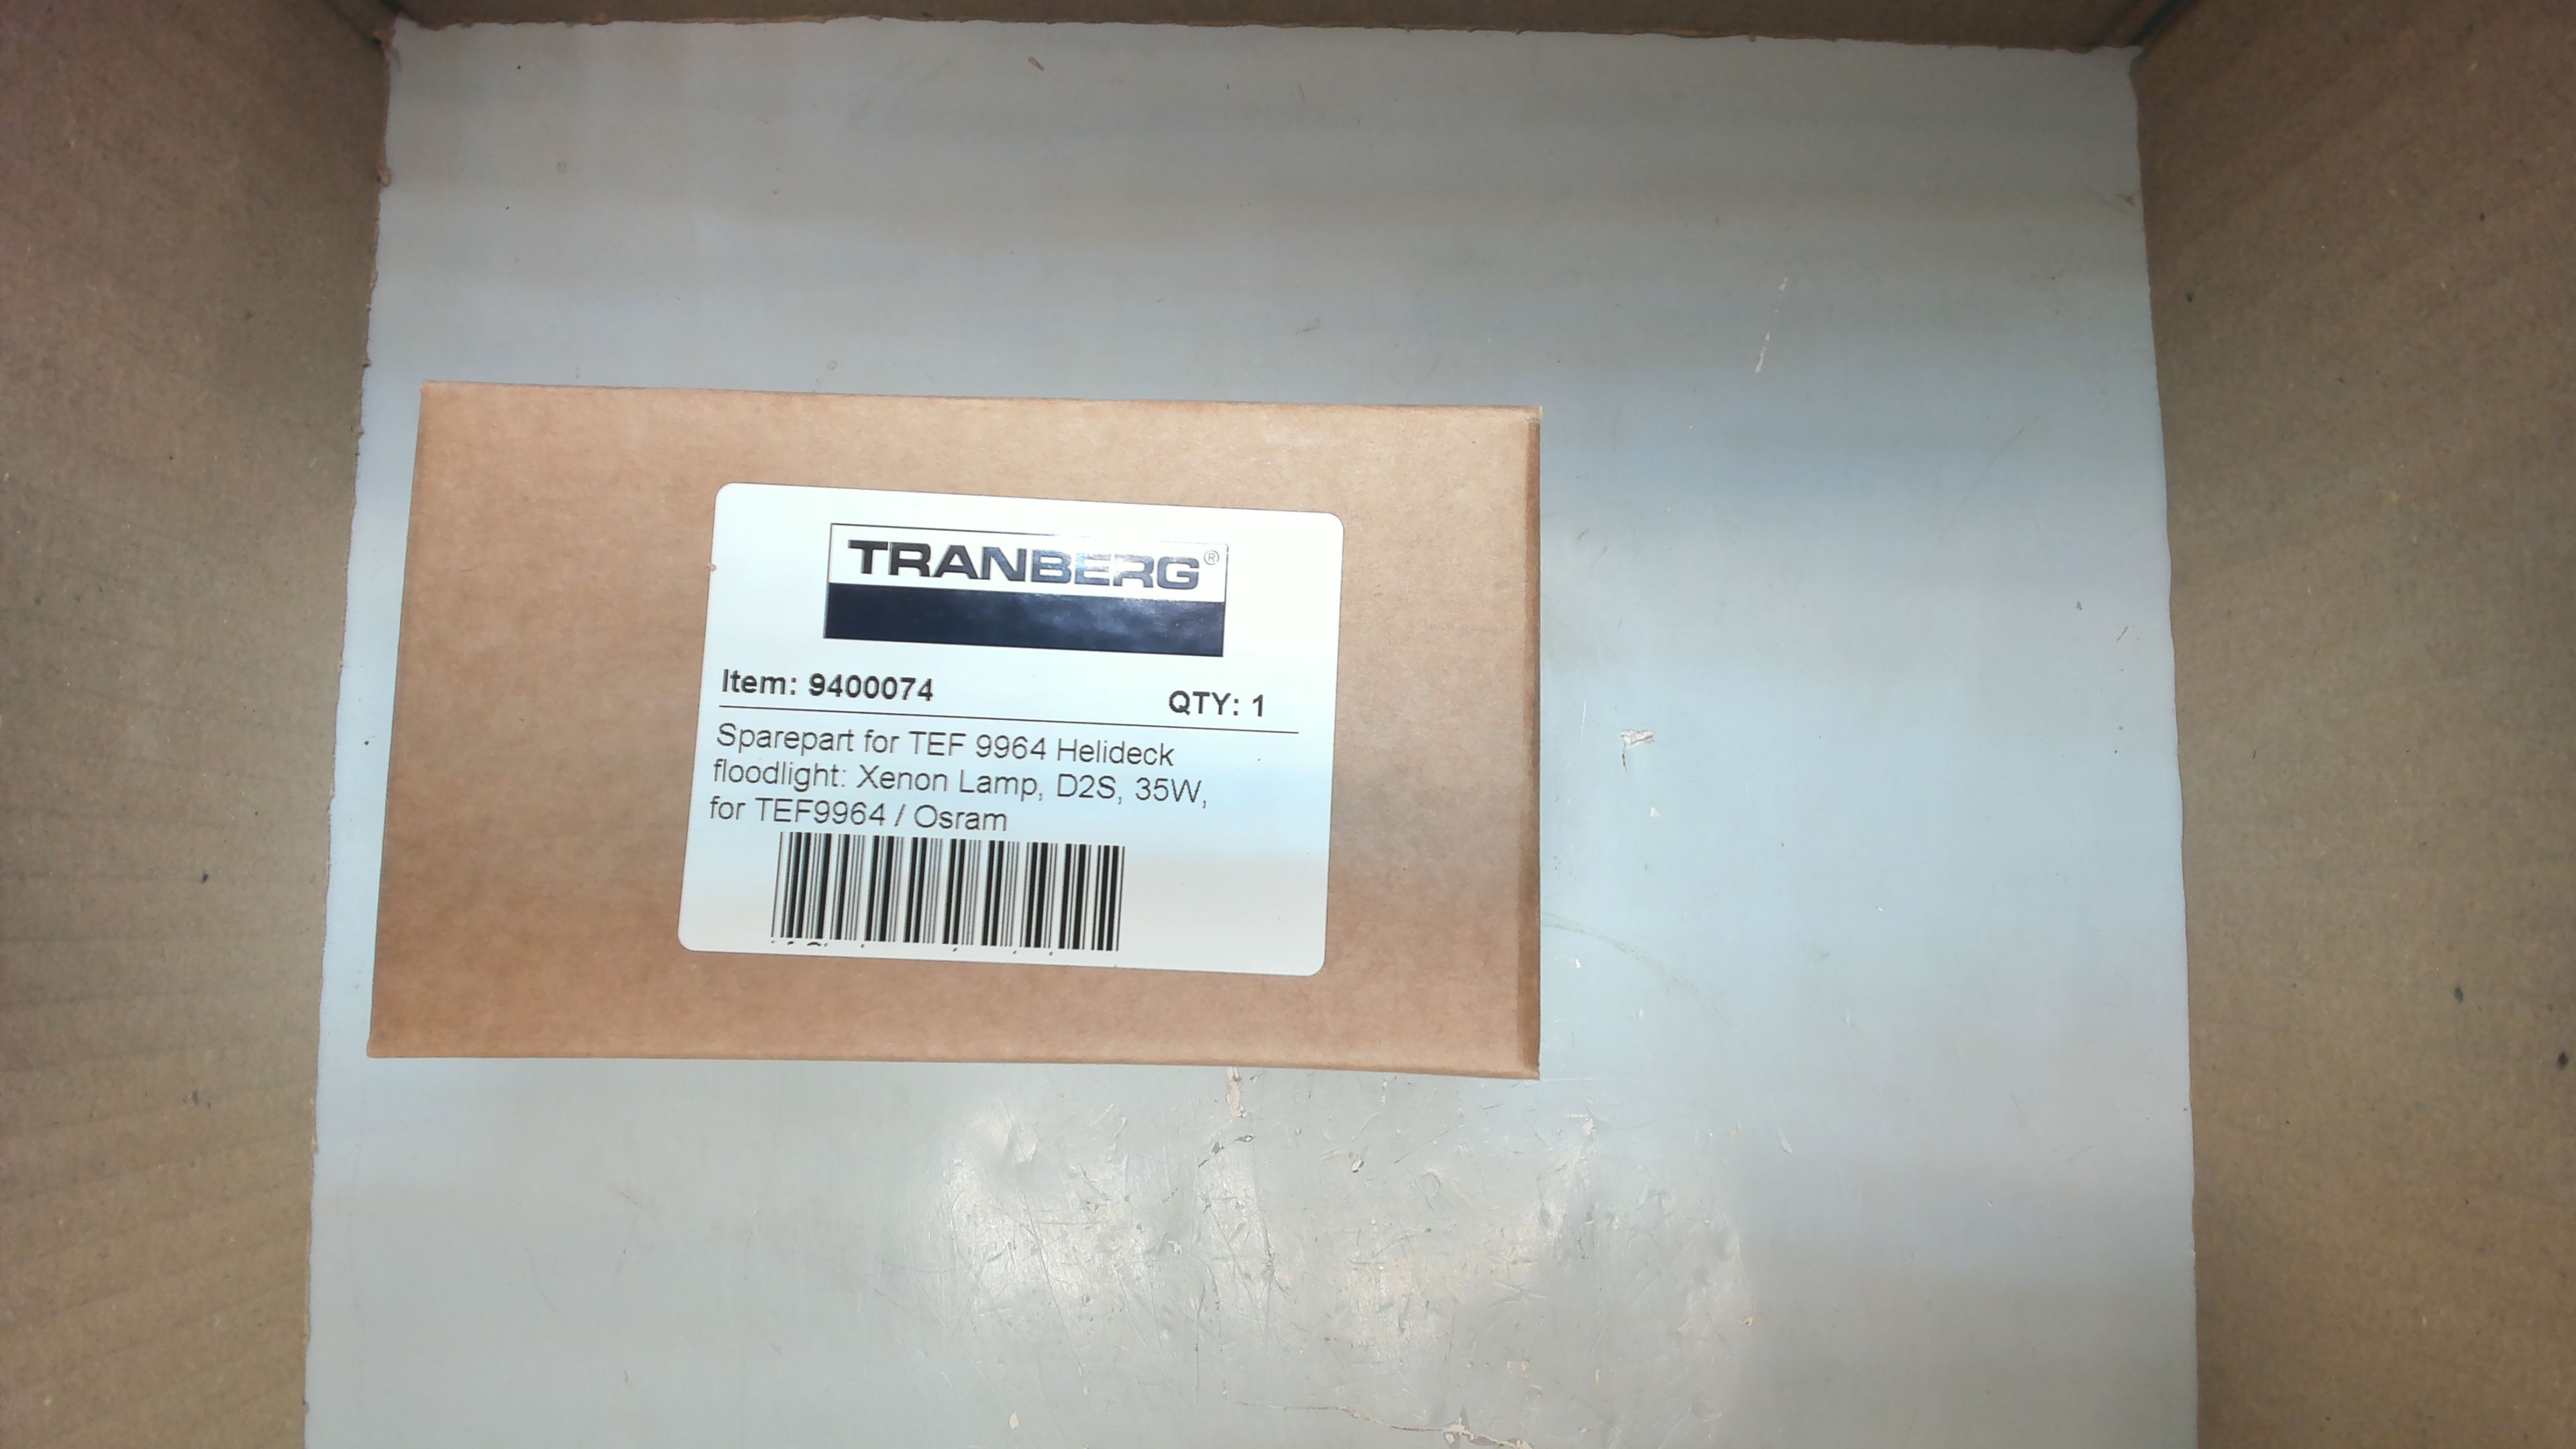 TRANBERG®
Item: 9400074 QTY: 1
Sparepart for TEF 9964 Helideck
floodlight: Xenon Lamp, D2S, 35W,
for TEF9964 / Osram